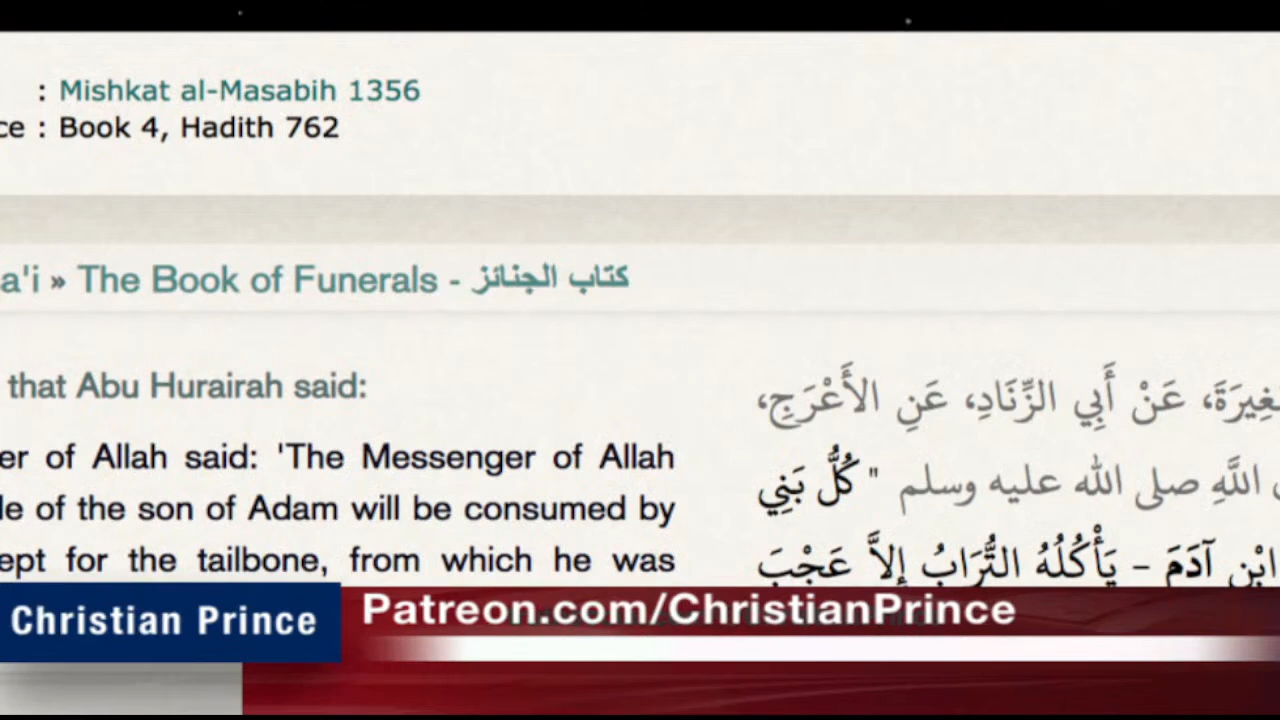 : Mishkat al-Masabih 1356
ce : Book 4, Hadith 762
a'i » The Book of Funerals - كتاب الجنائز
that Abu Hurairah said:
غِيرَةَ، عَنْ أَبِي الزِّنَادِ، عَنِ الأَعْرَجِ،
er of Allah said: 'The Messenger of Allah
اللَّهِ صلى الله عليه وسلم " كُلُّ بَنِي
le of the son of Adam will be consumed by
ept for the tailbone, from which he was
ابْنِ آدَمَ - يَأْكُلُهُ التُّرَابُ إِلاَّ عَجْبَ
Christian Prince
Patreon.com/ChristianPrince